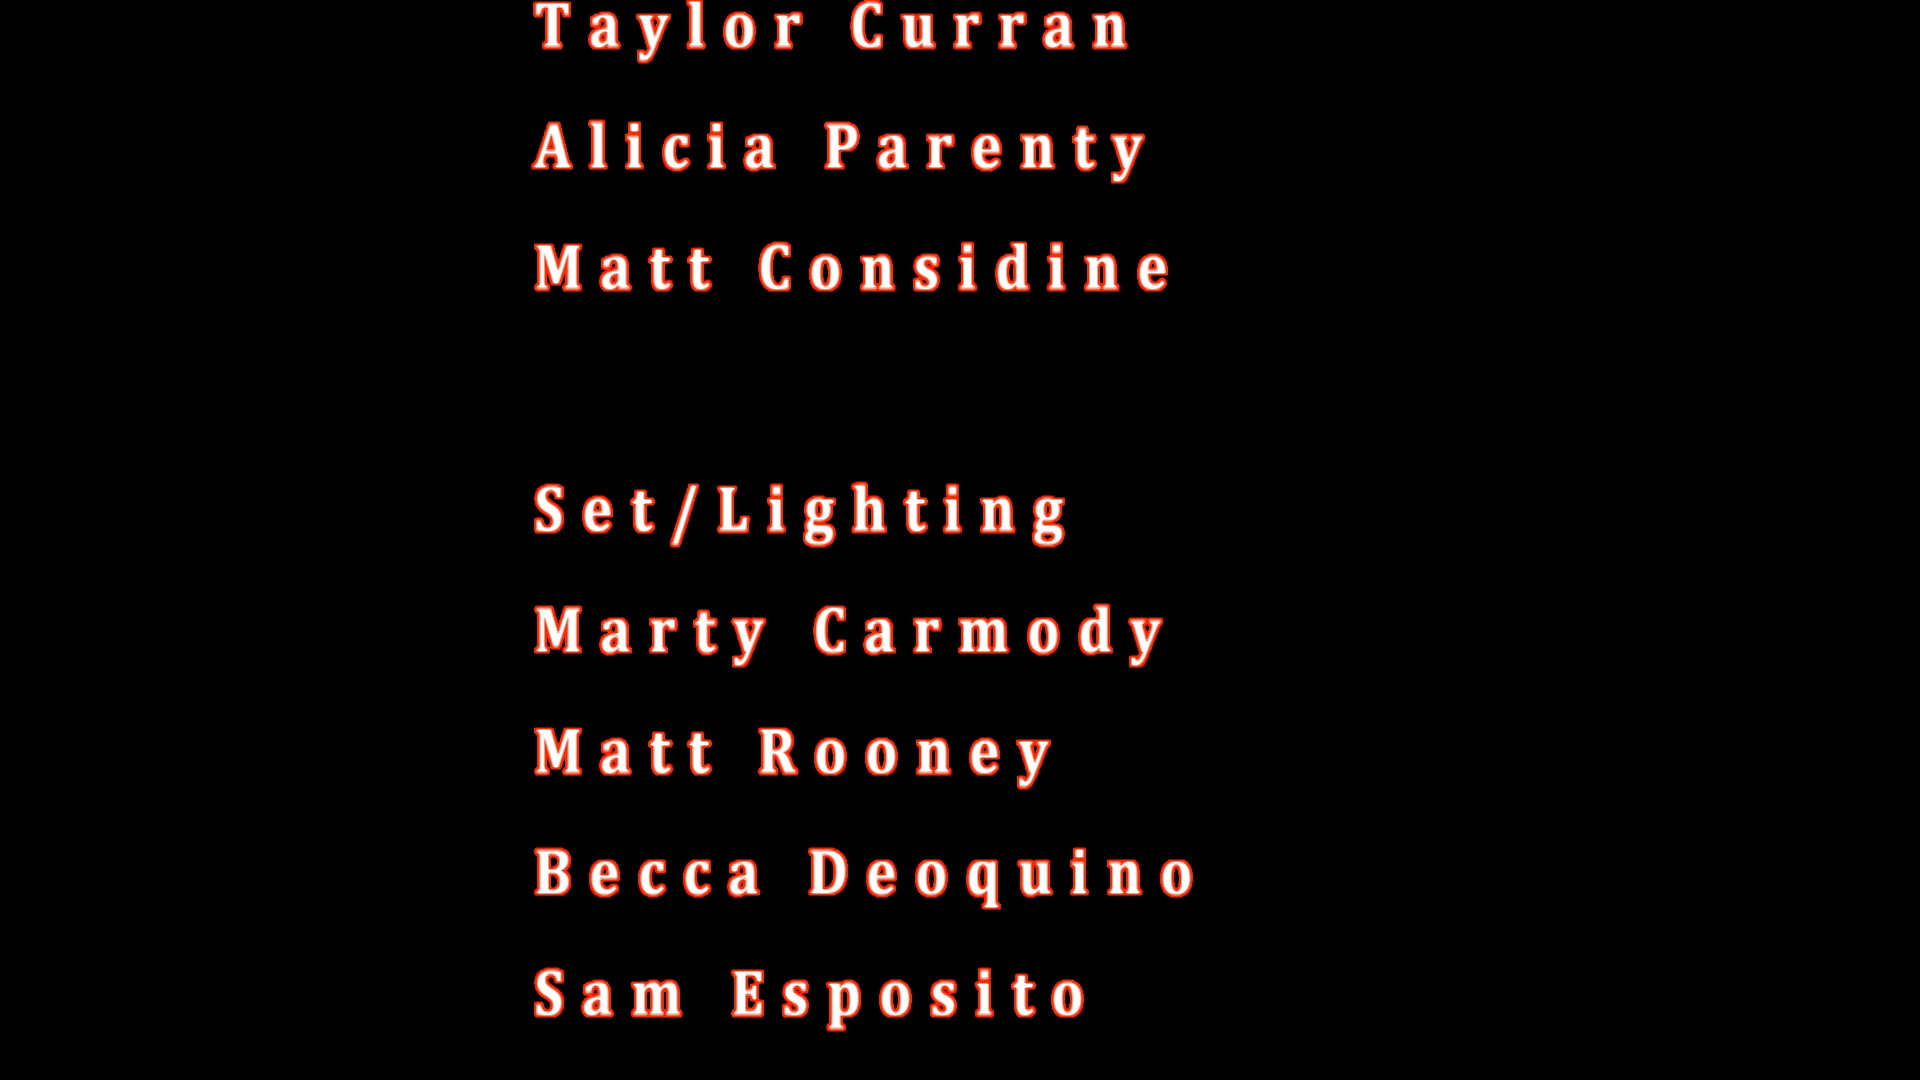 Taylor Curran
Alicia Parenty
Matt Considine
Set/Lighting
Marty Carmody
Matt Rooney
Becca Deoquino
Sam Esposito